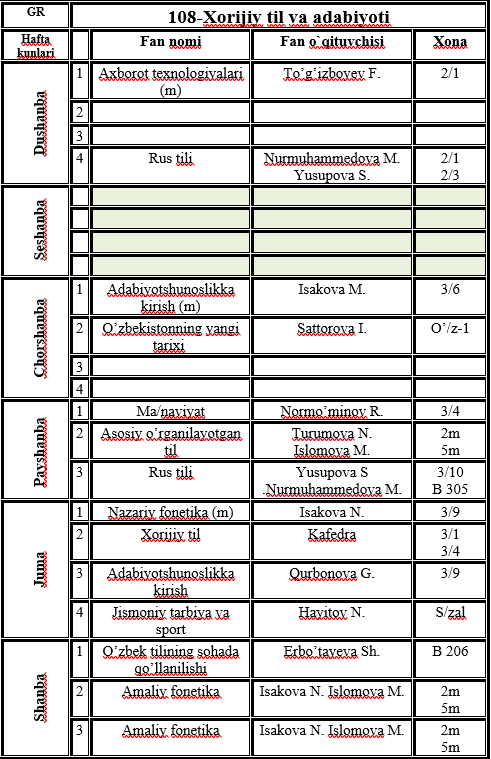 GR
108-Xorijiy til va adabiyoti
Hafta
kunlari
Fan nomi
Fan o`qituvchisi
Xona
Dushanba
1
Axborot texnologiyalari
(m)
To’g’izboyev F.
2/1
2
3
4
Rus tili
Nurmuhammedova M.
Yusupova S.
2/1
2/3
Seshanba
Chorshanba
1
Adabiyotshunoslikka
kirish (m)
Isakova M.
3/6
2
O’zbekistonning yangi
tarixi
Sattorova I.
O’/z-1
3
4
Payshanba
1
Ma/naviyat
Normo’minov R.
3/4
2
Asosiy o’rganilayotgan
til
Turumova N.
Islomova M.
2m
5m
3
Rus tili
Yusupova S
.Nurmuhammedova M.
3/10
B 305
Juma
1
Nazariy fonetika (m)
Isakova N.
3/9
2
Xorijiy til
Kafedra
3/1
3/4
3
Adabiyotshunoslikka
kirish
Qurbonova G.
3/9
4
Jismoniy tarbiya va
sport
Hayitov N.
S/zal
Shanba
1
O’zbek tilining sohada
qo’llanilishi
Erbo’tayeva Sh.
B 206
2
Amaliy fonetika
Isakova N. Islomova M.
2m
5m
3
Amaliy fonetika
Isakova N. Islomova M.
2m
5m